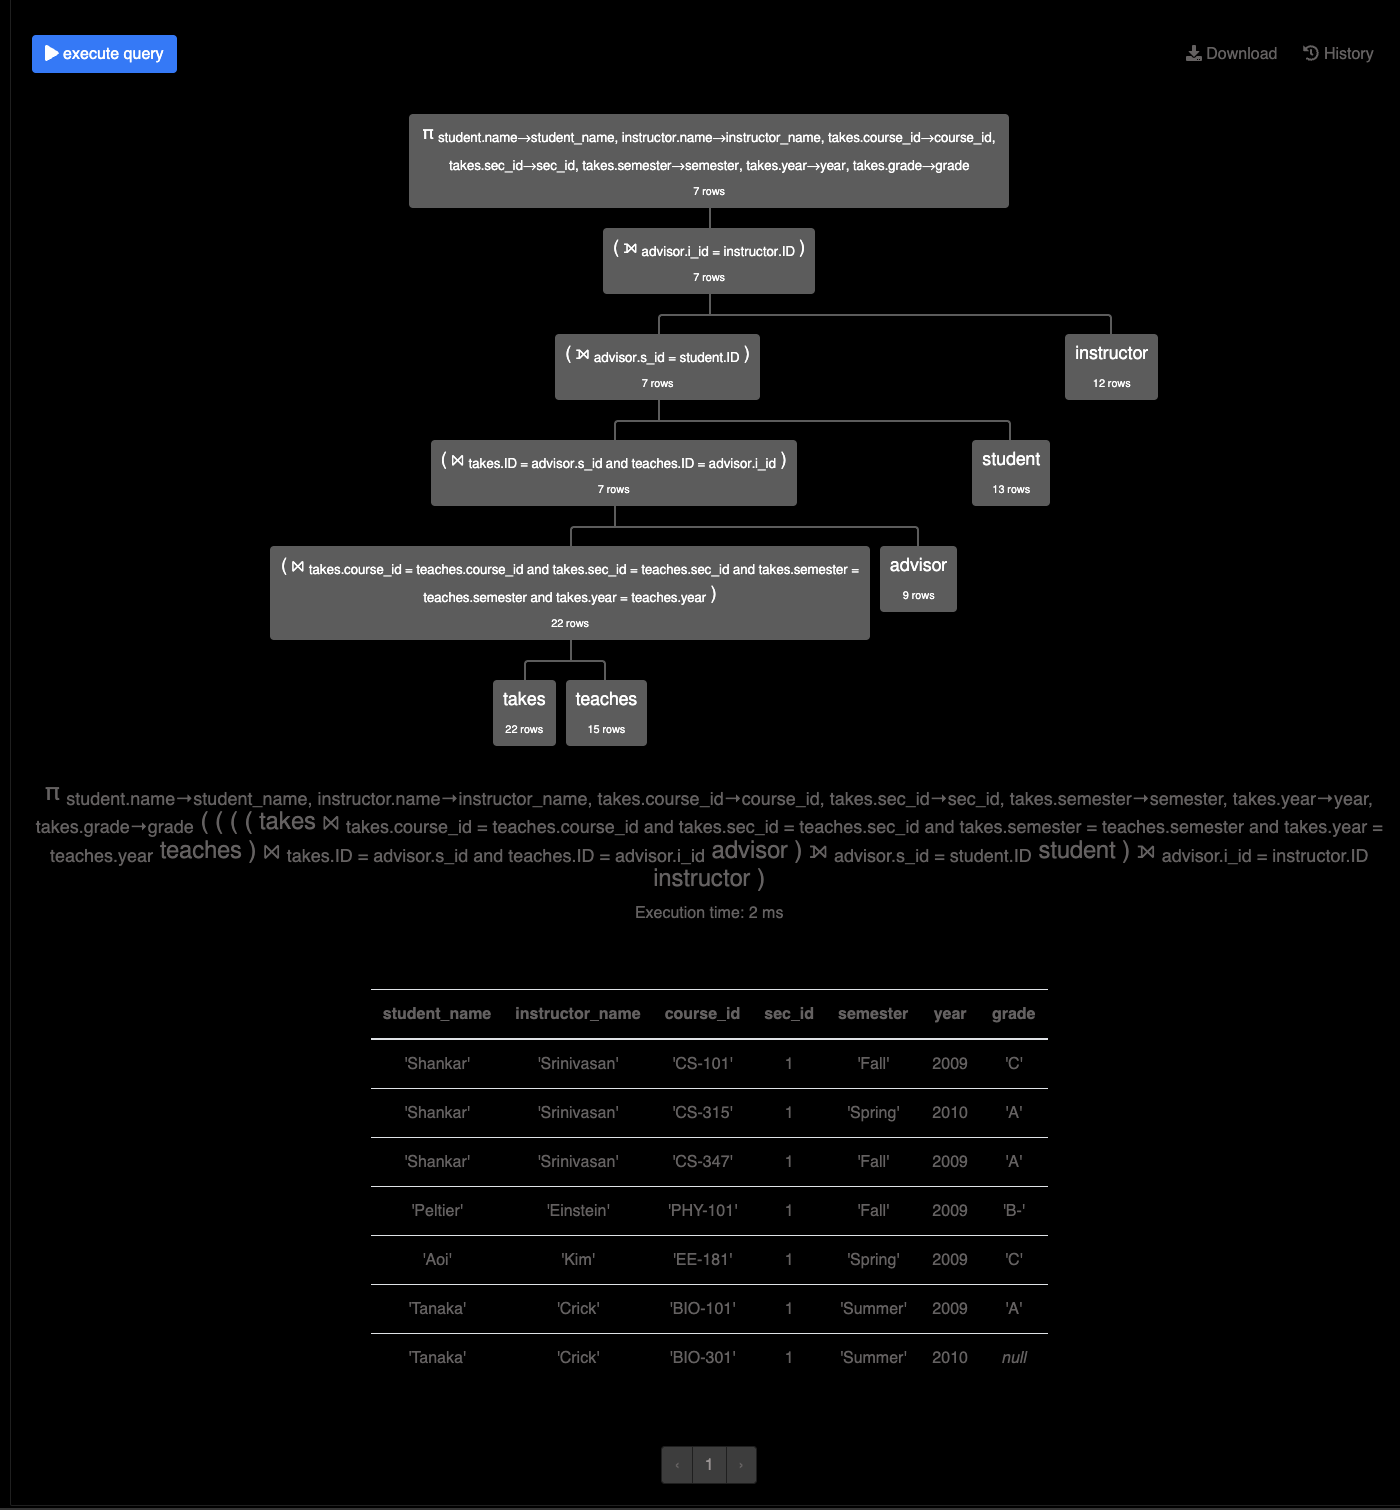 execute query
Download History
π student.name→student_name, instructor.name→instructor_name, takes.course_id→course_id,
takes.sec_id→sec_id, takes.semester→semester, takes.year→year, takes.grade→grade
7 rows
( ⟕ advisor.i_id = instructor.ID )
7 rows
( ⟕ advisor.s_id = student.ID )
7 rows
instructor
12 rows
( ⨝ takes.ID = advisor.s_id and teaches.ID = advisor.i_id )
7 rows
student
13 rows
( ⨝ takes.course_id = teaches.course_id and takes.sec_id = teaches.sec_id and takes.semester =
teaches.semester and takes.year = teaches.year )
22 rows
advisor
9 rows
takes
22 rows
teaches
15 rows
π student.name→student_name, instructor.name→instructor_name, takes.course_id→course_id, takes.sec_id→sec_id, takes.semester→semester, takes.year→year,
takes.grade→grade ( ( ( ( takes ⨝ takes.course_id = teaches.course_id and takes.sec_id = teaches.sec_id and takes.semester = teaches.semester and takes.year =
teaches.year teaches ) ⨝ takes.ID = advisor.s_id and teaches.ID = advisor.i_id advisor ) ⟕ advisor.s_id = student.ID student ) ⟕ advisor.i_id = instructor.ID
instructor )
Execution time: 2 ms
student_name instructor_name course_id sec_id semester year grade
'Shankar' 'Srinivasan' 'CS-101' 1 'Fall' 2009 'C'
'Shankar' 'Srinivasan' 'CS-315' 1 'Spring' 2010 'A'
'Shankar' 'Srinivasan' 'CS-347' 1 'Fall' 2009 'A'
'Peltier' 'Einstein' 'PHY-101' 1 'Fall' 2009 'B-'
'Aoi' 'Kim' 'EE-181' 1 'Spring' 2009 'C'
'Tanaka' 'Crick' 'BIO-101' 1 'Summer' 2009 'A'
'Tanaka' 'Crick' 'BIO-301' 1 'Summer' 2010 null
‹ 1 ›